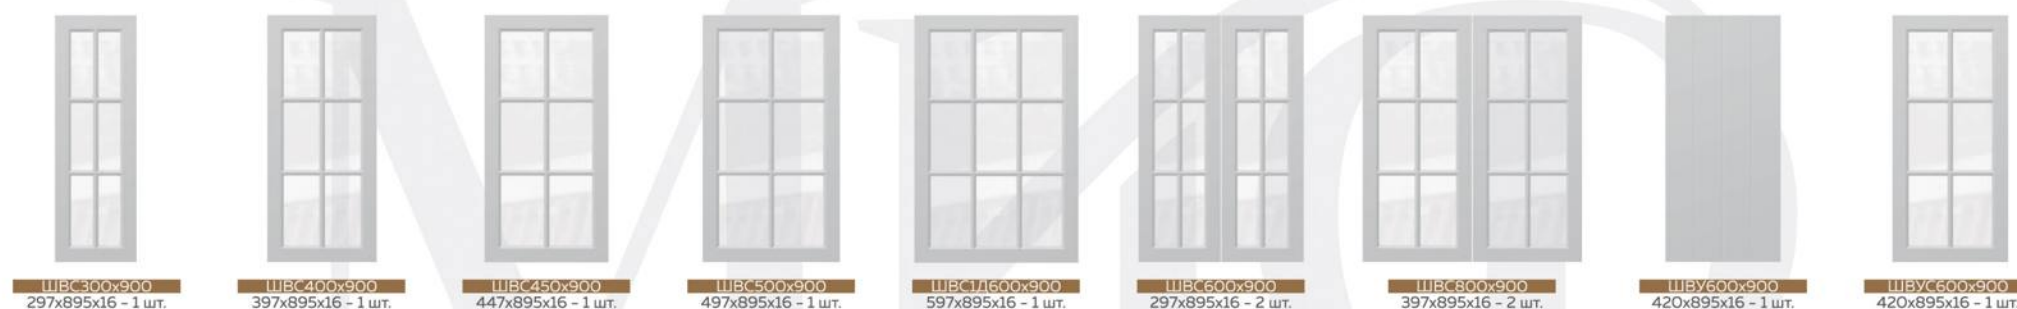 ШВС300х900
297х895х16 – 1 шт.
ШВС400х900
397х895х16 – 1 шт.
ШВС450х900
447х895х16 – 1 шт.
ШВС500х900
497х895х16 – 1 шт.
ШВС1Д600х900
597х895х16 – 1 шт.
ШВС600х900
297х895х16 – 2 шт.
ШВС800х900
397х895х16 – 2 шт.
ШВУ600х900
420х895х16 – 1 шт.
ШВУС600х900
420х895х16 – 1 шт.